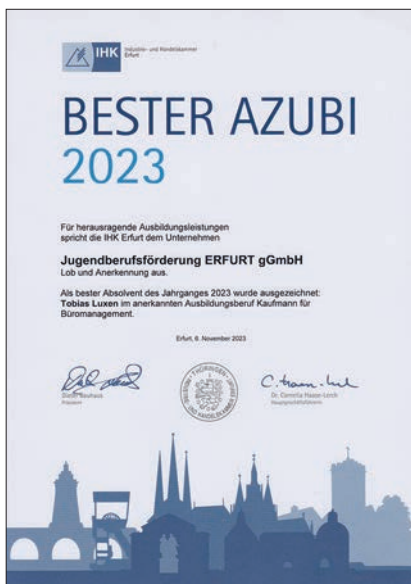 IHK
Industrie- und Handelskammer
Erfurt
BESTER AZUBI
2023
Für herausragende Ausbildungsleistungen
spricht die IHK Erfurt dem Unternehmen
Jugendberufsförderung ERFURT gGmbH
Lob und Anerkennung aus.
Als bester Absolvent des Jahrganges 2023 wurde ausgezeichnet:
Tobias Luxen im anerkannten Ausbildungsberuf Kaufmann für
Büromanagement.
Erfurt, 6. November 2023
Dieter Bauhaus
Präsident
Dr. Cornelia Haase-Lerch
Hauptgeschäftsführerin